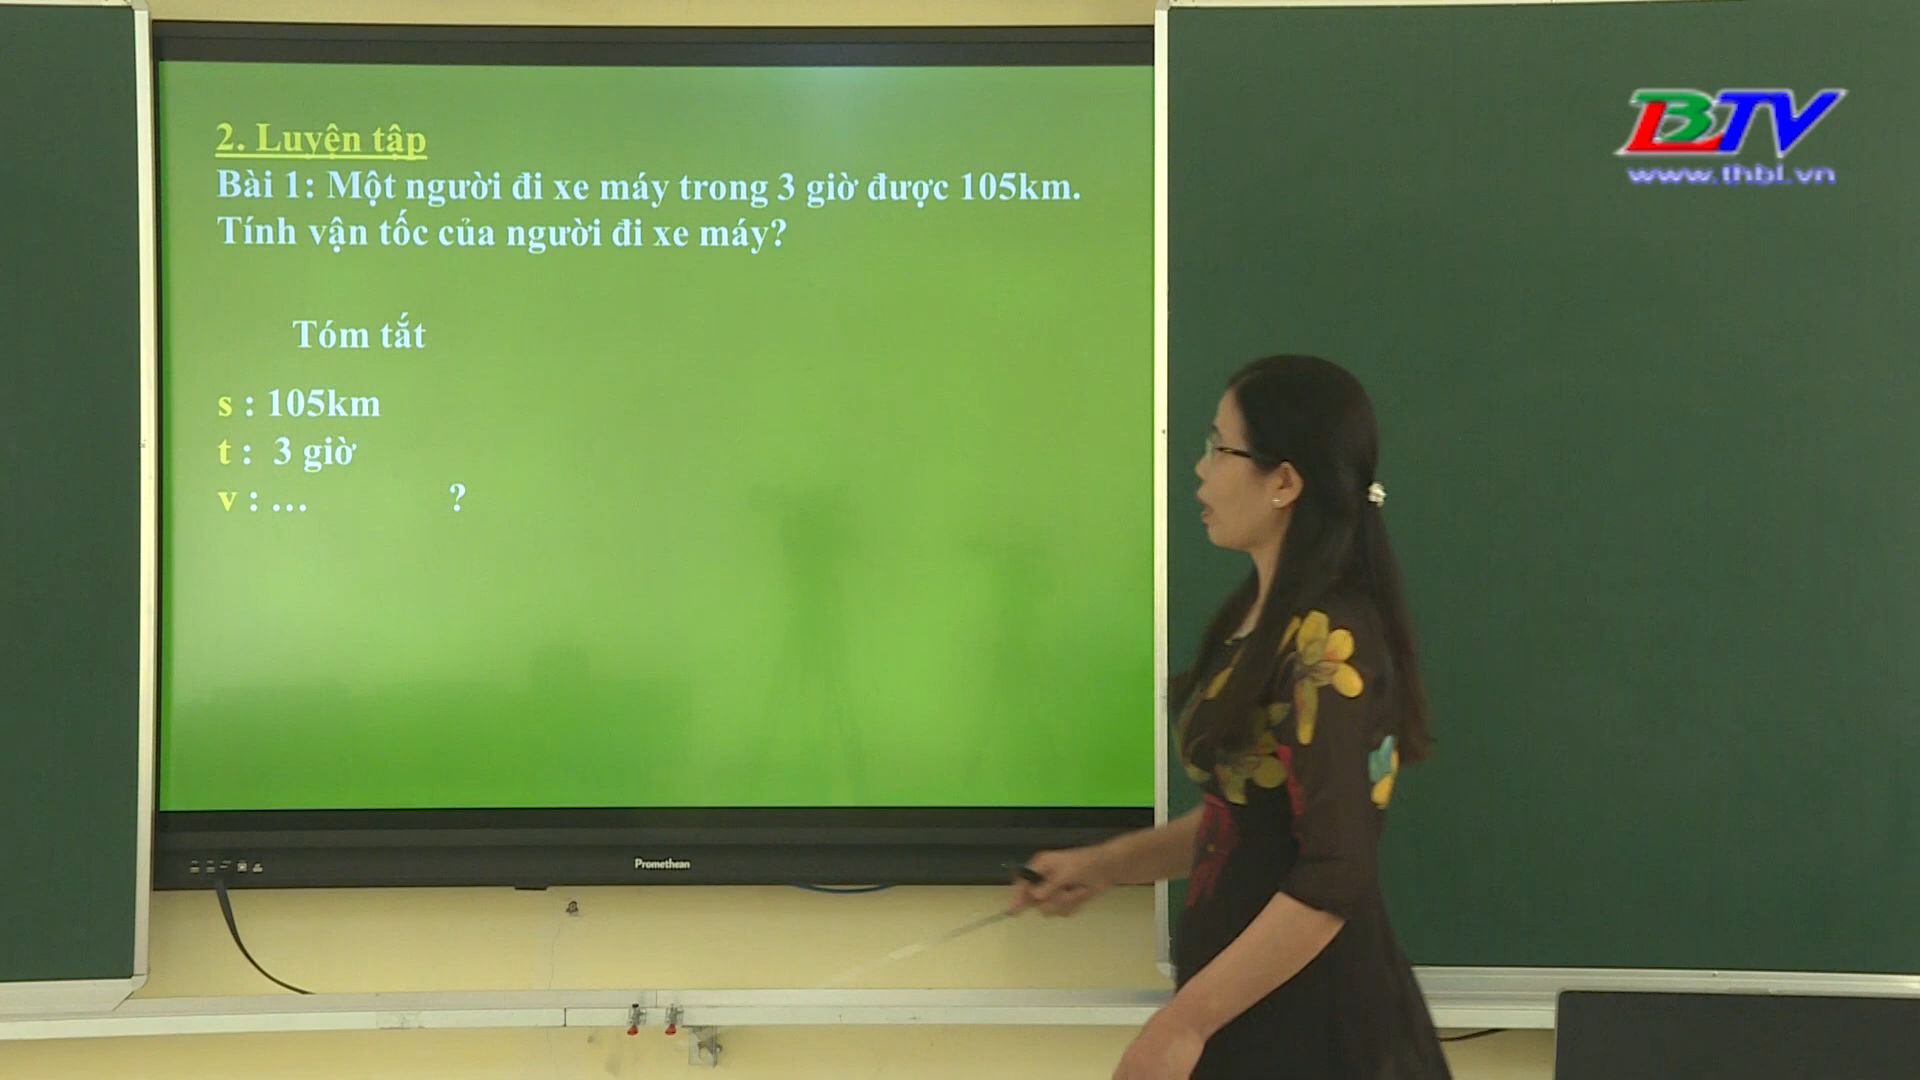 BTV
www.thbl.vn
2. Luyện tập
Bài 1: Một người đi xe máy trong 3 giờ được 105km.
Tính vận tốc của người đi xe máy?
Tóm tắt
s : 105km
t : 3 giờ
v : ... ?
Promethean